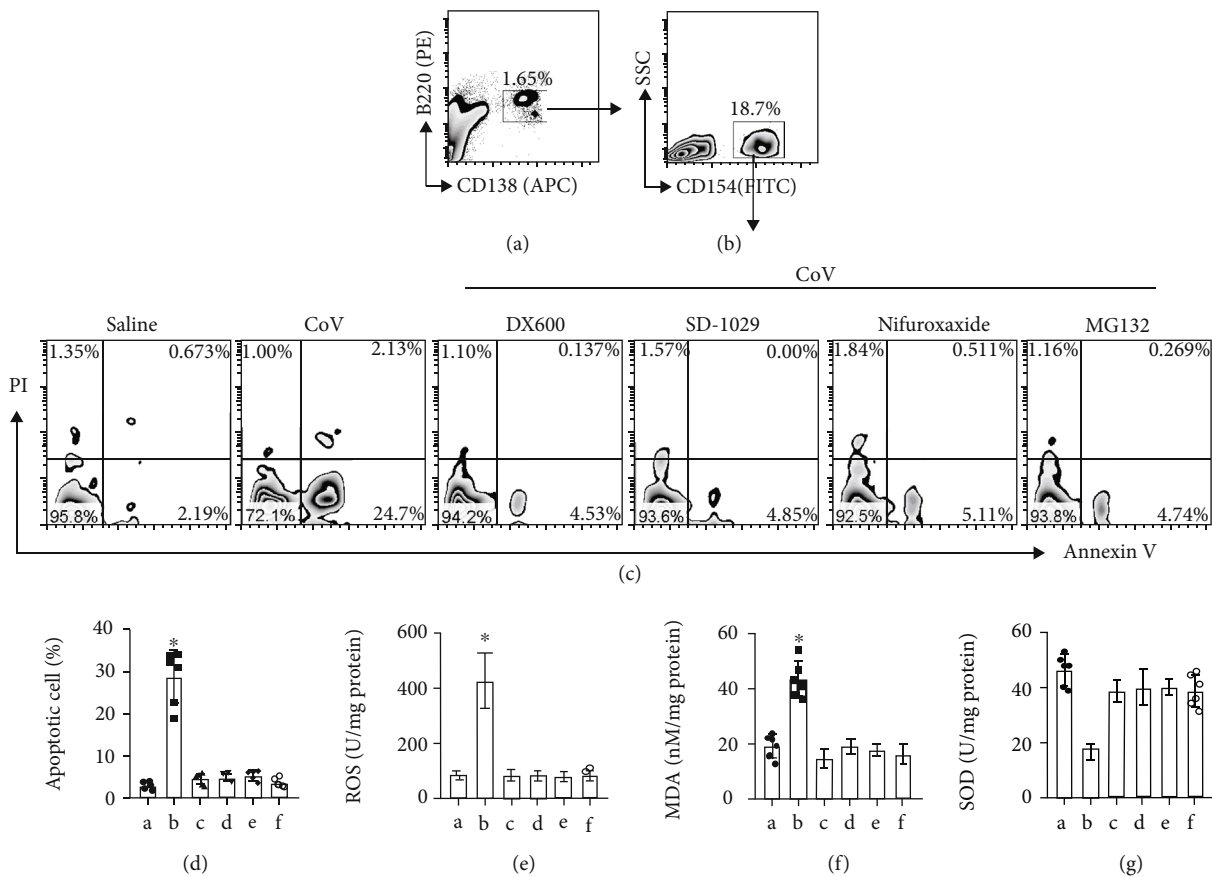 B220 (PE)
1.65%
CD138 (APC)
(a)
SSC
18.7%
CD154(FITC)
(b)
CoV
Saline
CoV
DX600
SD-1029
Nifuroxaxide
MG132
PI
1.35%
0.673%
95.8%
2.19%
1.00%
2.13%
72.1%
24.7%
1.10%
0.137%
94.2%
4.53%
1.57%
0.00%
93.6%
4.85%
1.84%
0.511%
92.5%
5.11%
1.16%
0.269%
93.8%
4.74%
Annexin V
(c)
Apoptotic cell (%)
40
30
20
10
5
0
*
a b c d e f
(d)
ROS (U/mg protein)
600
400
200
0
*
a b c d e f
(e)
MDA (nM/mg protein)
60
40
20
0
*
a b c d e f
(f)
SOD (U/mg protein)
60
40
20
0
a b c d e f
(g)